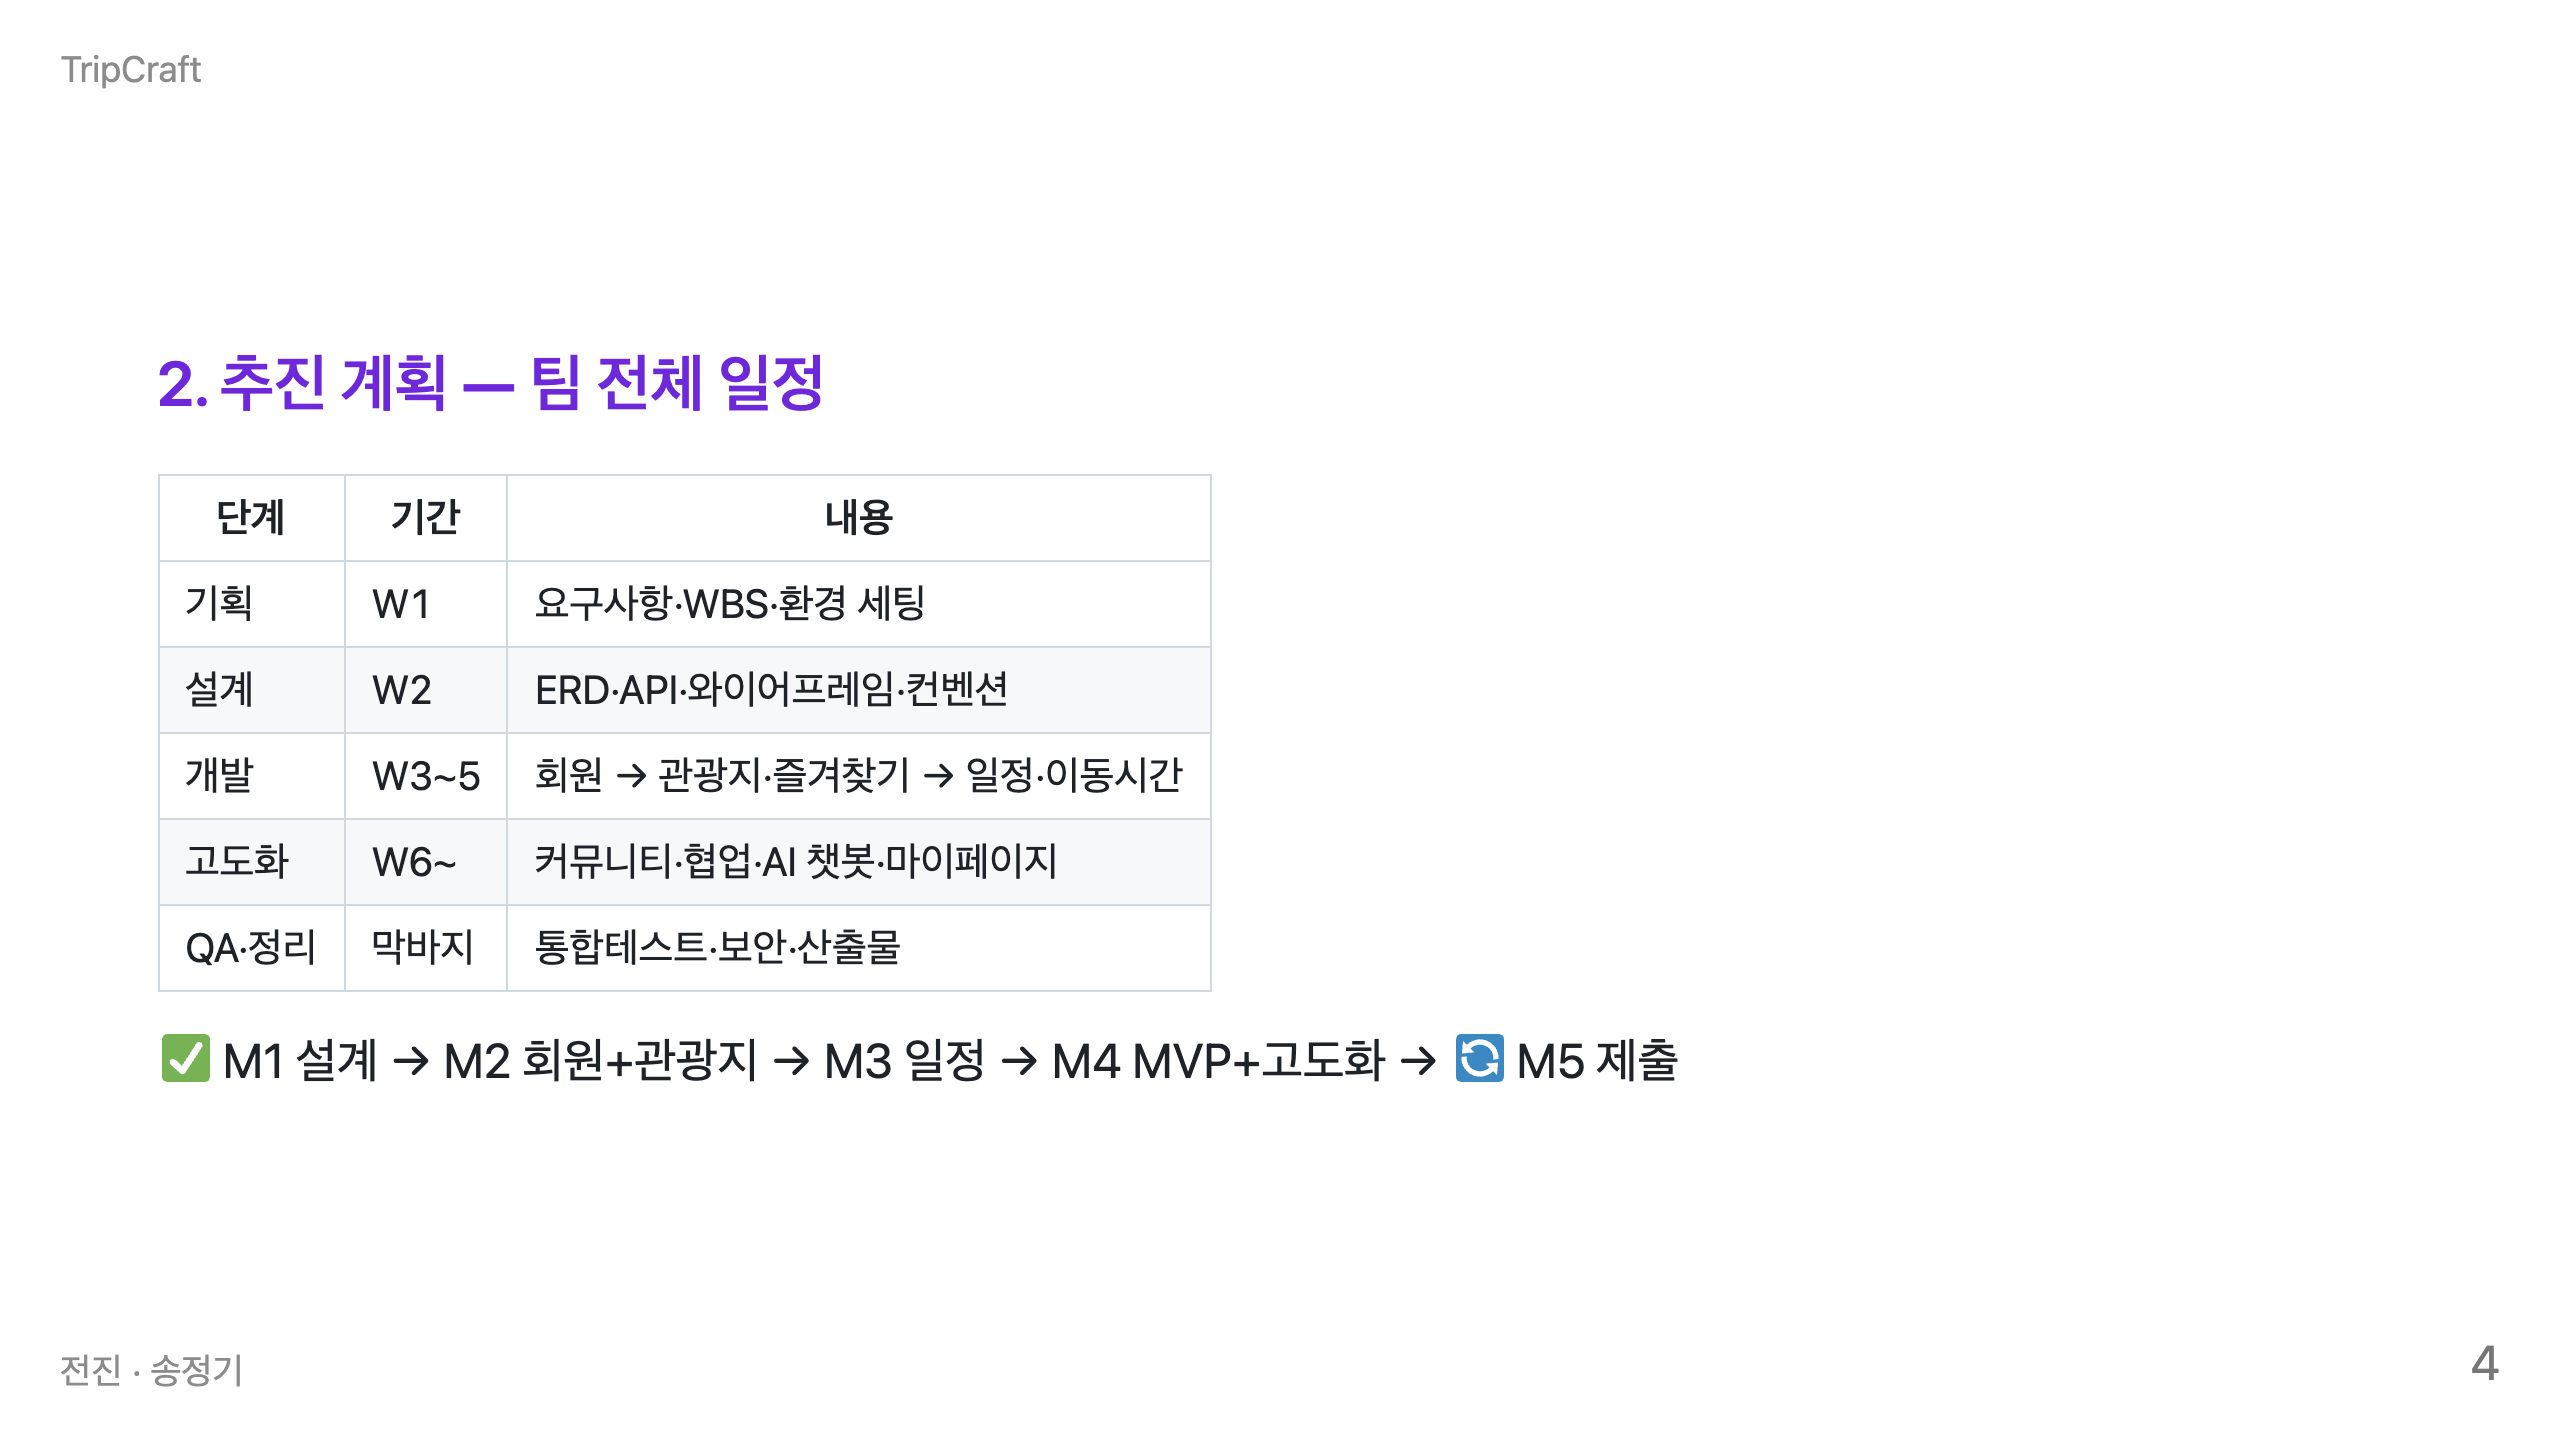 TripCraft
2. 추진 계획 — 팀 전체 일정
단계 기간 내용
기획 W1 요구사항·WBS·환경 세팅
설계 W2 ERD·API·와이어프레임·컨벤션
개발 W3~5 회원 → 관광지·즐겨찾기 → 일정·이동시간
고도화 W6~ 커뮤니티·협업·AI 챗봇·마이페이지
QA·정리 막바지 통합테스트·보안·산출물
✅ M1 설계 → M2 회원+관광지 → M3 일정 → M4 MVP+고도화 → 🔄 M5 제출
전진 · 송정기
4